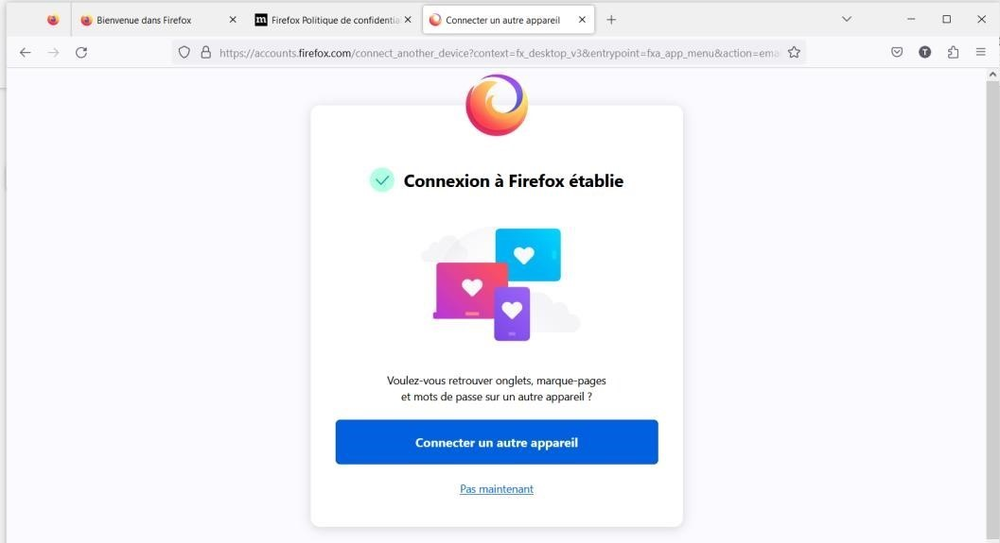 Bienvenue dans Firefox
m
Firefox Politique de confidentia
Connecter un autre appareil
https://accounts.firefox.com/connect_another_device?context=fx_desktop_v3&entrypoint=fxa_app_menu&action=emai
T
Connexion à Firefox établie
Voulez-vous retrouver onglets, marque-pages
et mots de passe sur un autre appareil ?
Connecter un autre appareil
Pas maintenant